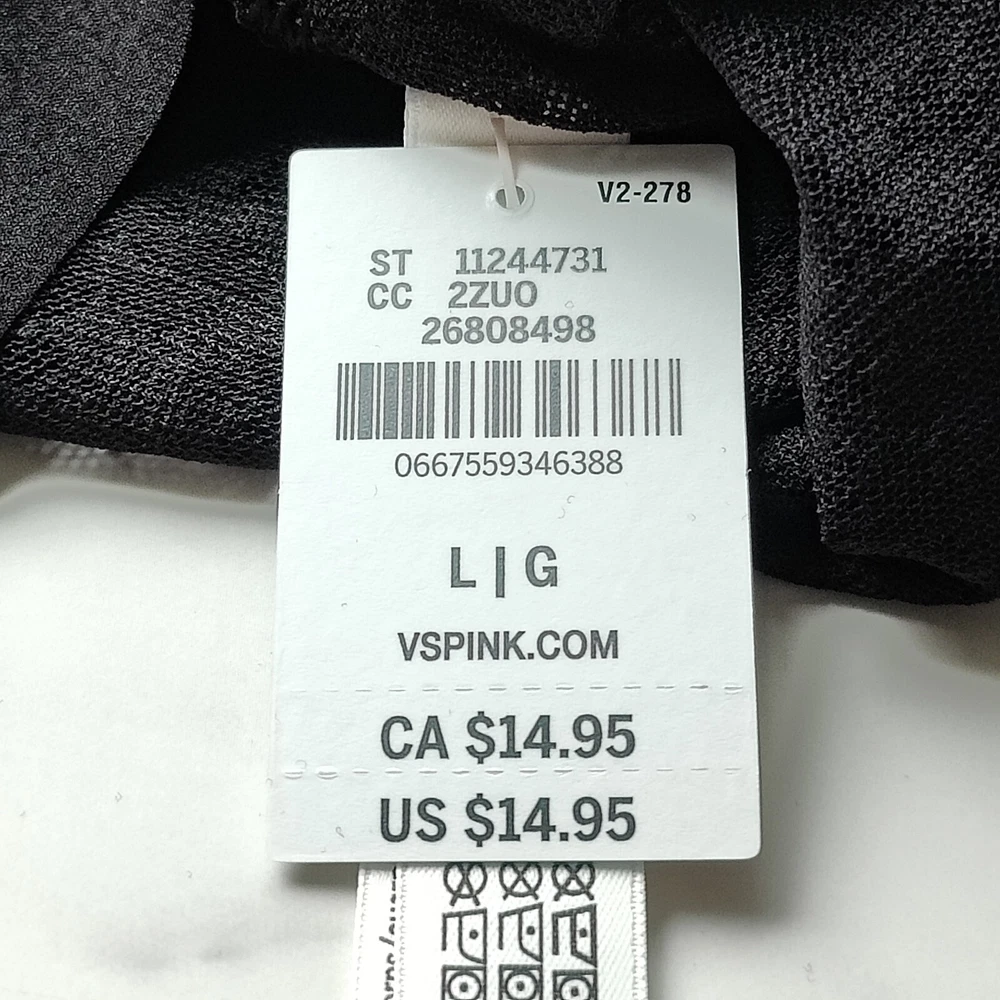 V2-278
ST 11244731
CC 2ZUO
26808498
0667559346388
L | G
VSPINK.COM
CA $14.95
US $14.95